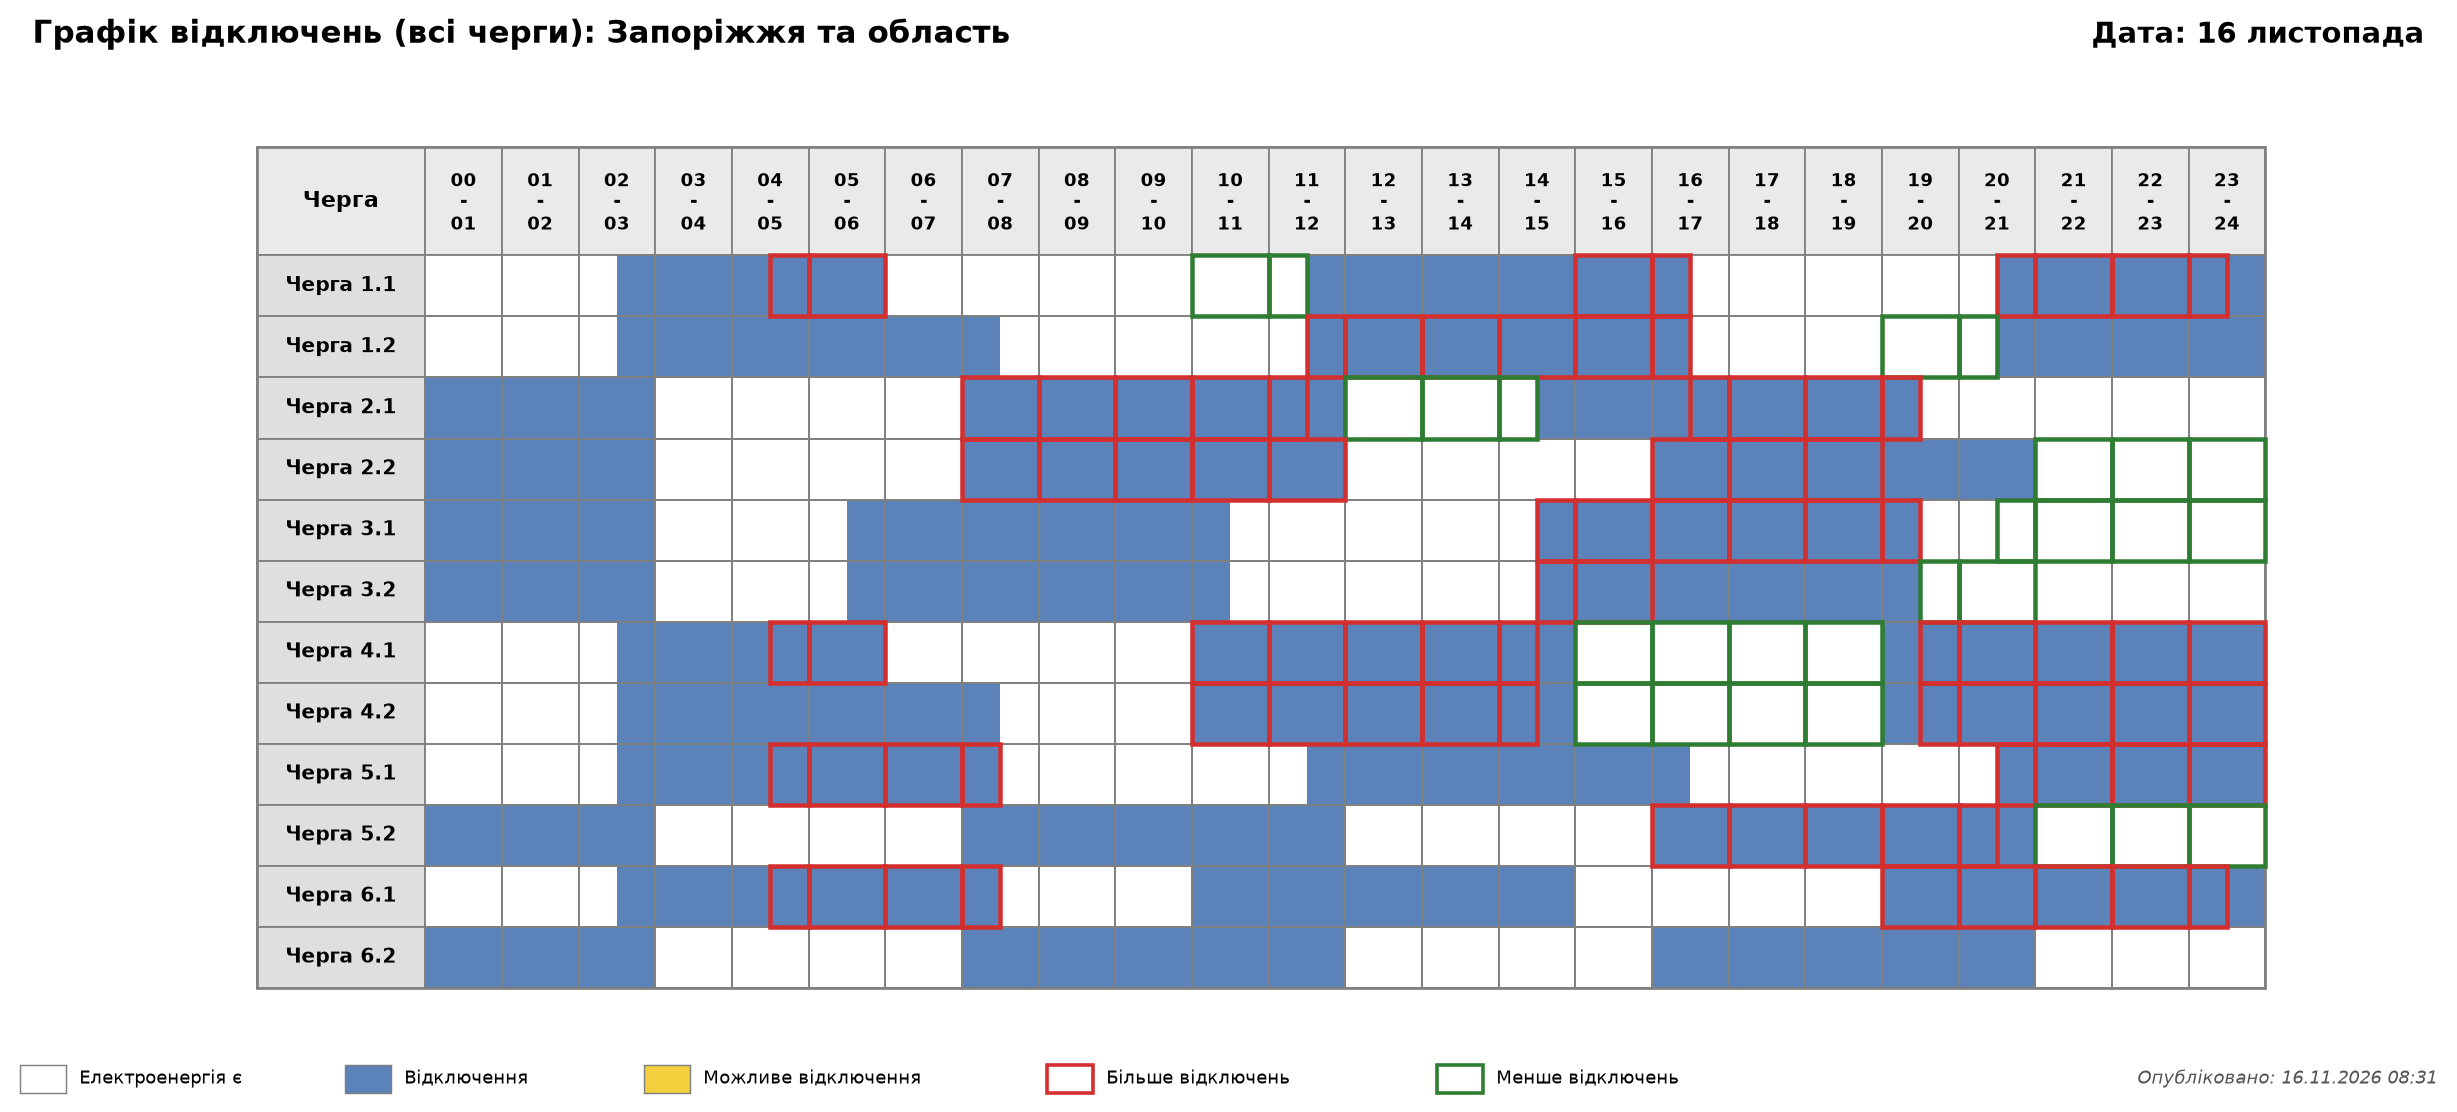 Графік відключень (всі черги): Запоріжжя та область
Дата: 16 листопада
Черга
00 - 01
01 - 02
02 - 03
03 - 04
04 - 05
05 - 06
06 - 07
07 - 08
08 - 09
09 - 10
10 - 11
11 - 12
12 - 13
13 - 14
14 - 15
15 - 16
16 - 17
17 - 18
18 - 19
19 - 20
20 - 21
21 - 22
22 - 23
23 - 24
Черга 1.1
Черга 1.2
Черга 2.1
Черга 2.2
Черга 3.1
Черга 3.2
Черга 4.1
Черга 4.2
Черга 5.1
Черга 5.2
Черга 6.1
Черга 6.2
Електроенергія є
Відключення
Можливе відключення
Більше відключень
Менше відключень
Опубліковано: 16.11.2026 08:31